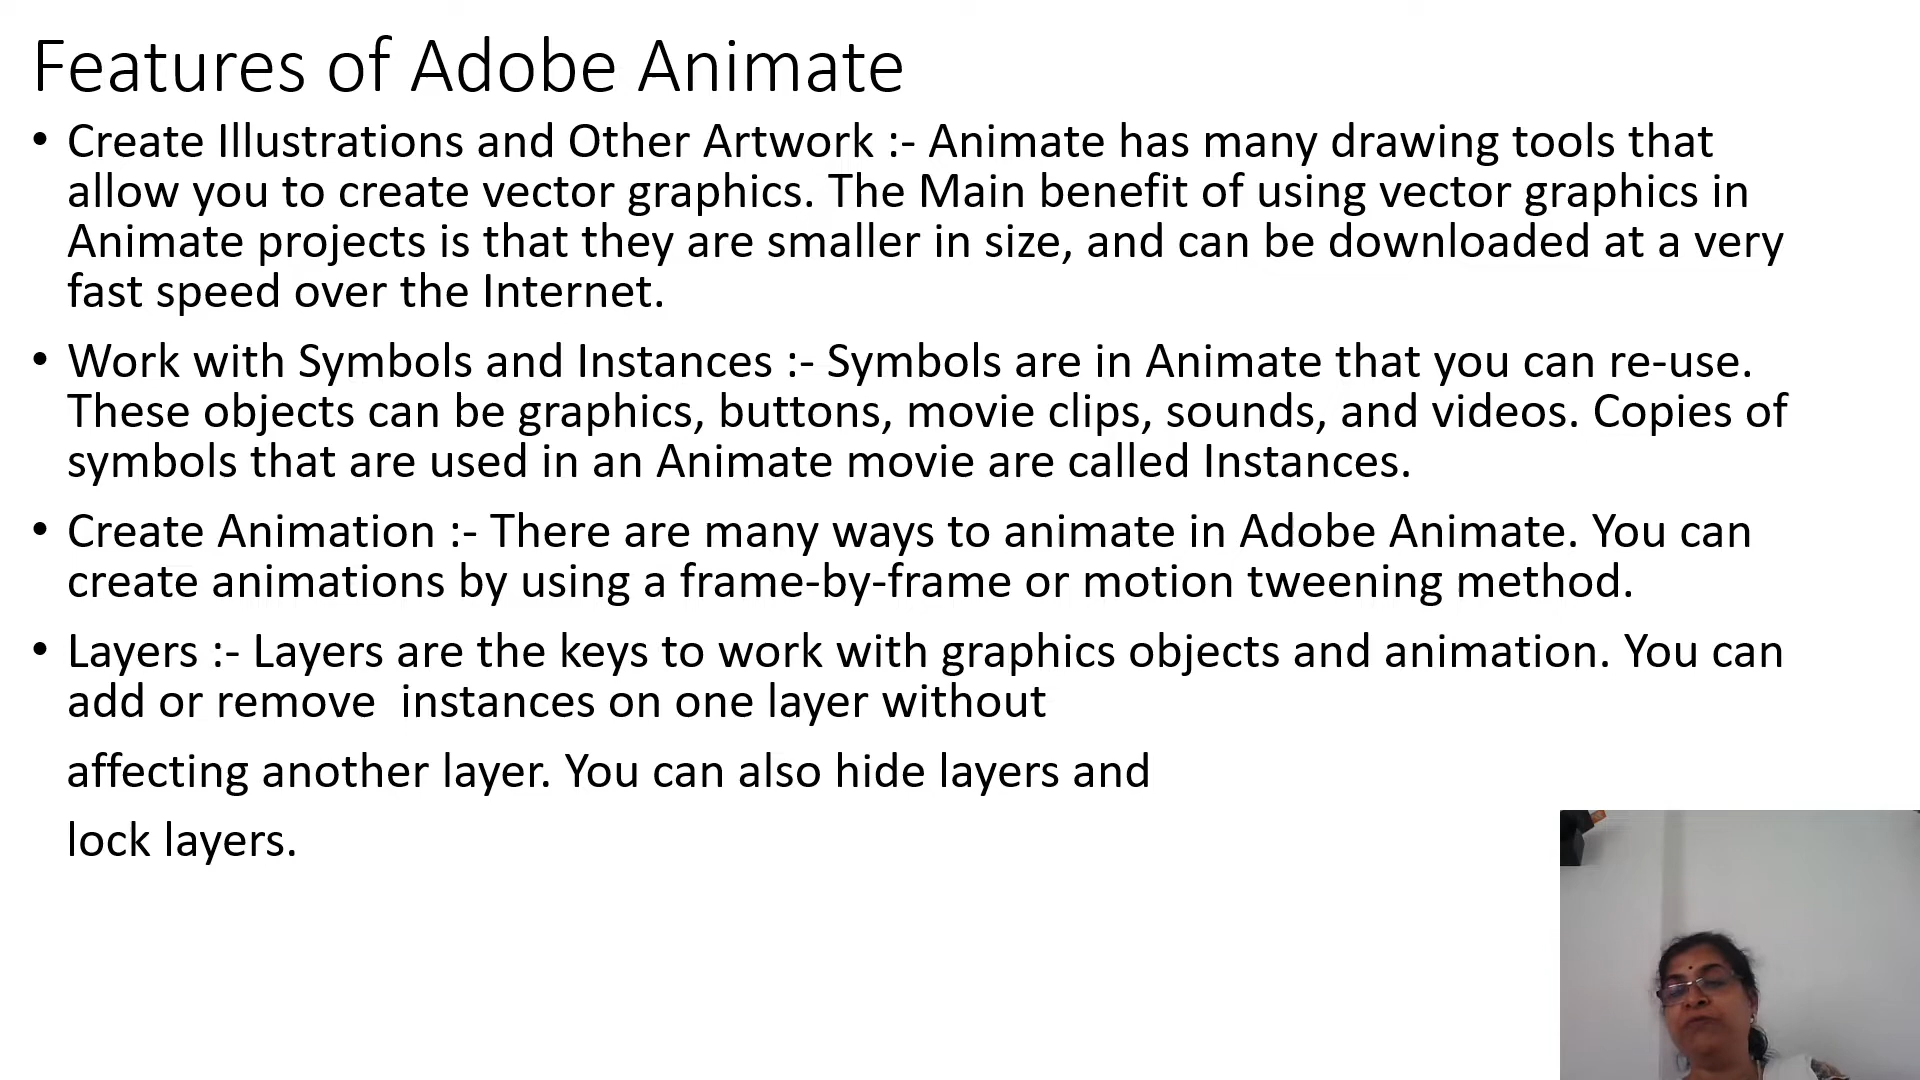 Features of Adobe Animate
• Create Illustrations and Other Artwork :- Animate has many drawing tools that
allow you to create vector graphics. The Main benefit of using vector graphics in
Animate projects is that they are smaller in size, and can be downloaded at a very
fast speed over the Internet.
• Work with Symbols and Instances :- Symbols are in Animate that you can re-use.
These objects can be graphics, buttons, movie clips, sounds, and videos. Copies of
symbols that are used in an Animate movie are called Instances.
• Create Animation :- There are many ways to animate in Adobe Animate. You can
create animations by using a frame-by-frame or motion tweening method.
• Layers :- Layers are the keys to work with graphics objects and animation. You can
add or remove  instances on one layer without
affecting another layer. You can also hide layers and
lock layers.